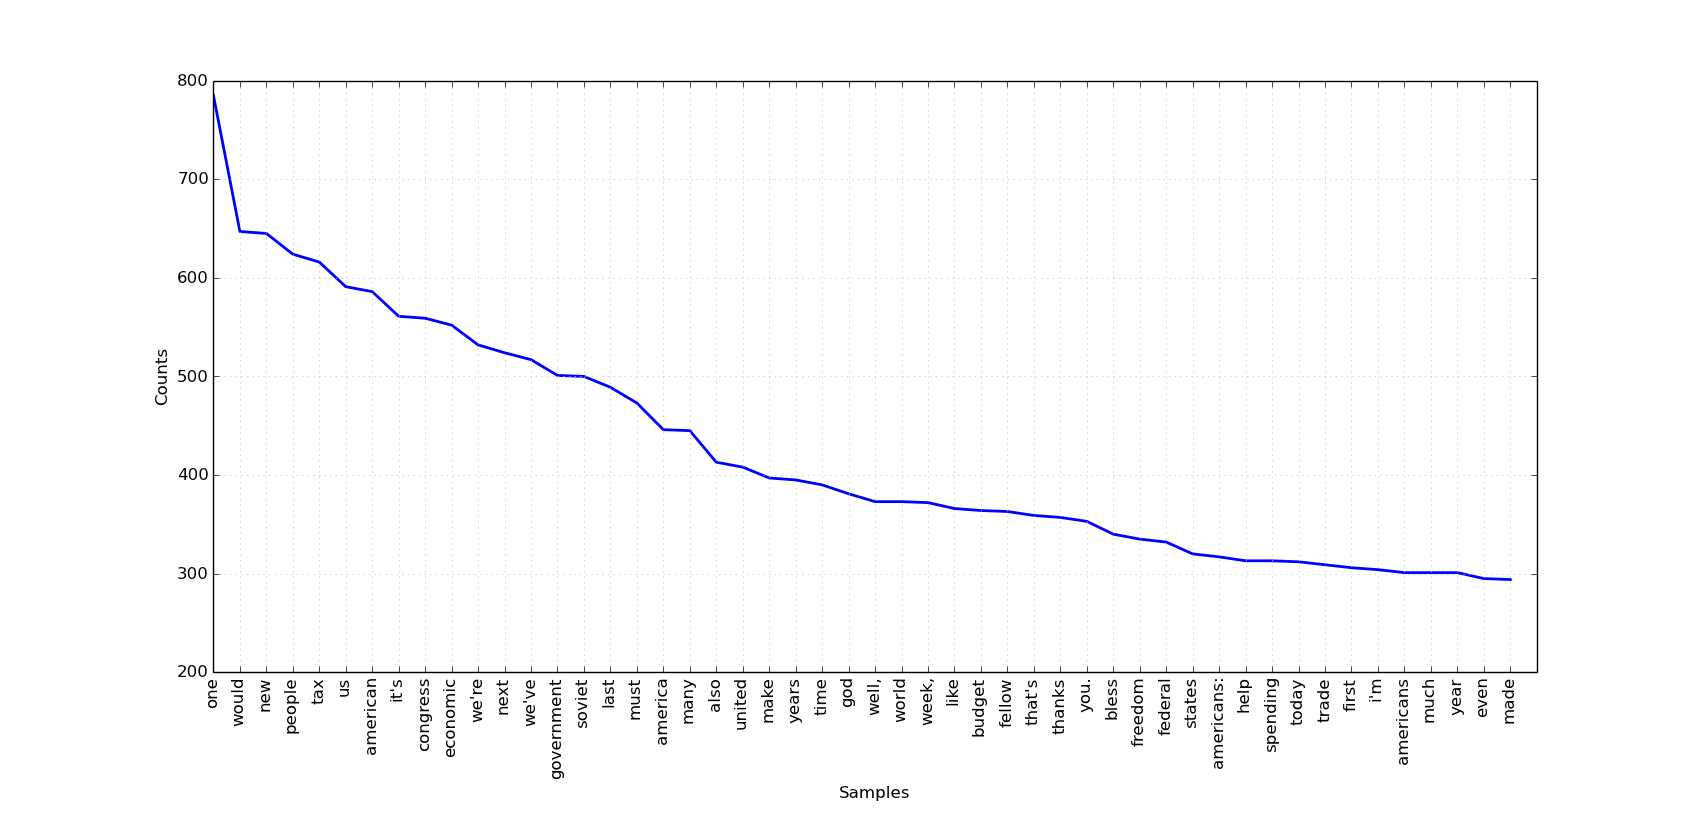 800
700
600
500
400
300
200
Counts
one
would
new
people
tax
us
american
it's
congress
economic
we're
next
we've
government
soviet
last
must
america
many
also
united
make
years
time
god
well,
world
week,
like
budget
fellow
that's
thanks
you.
bless
freedom
federal
states
americans:
help
spending
today
trade
first
i'm
americans
much
year
even
made
Samples